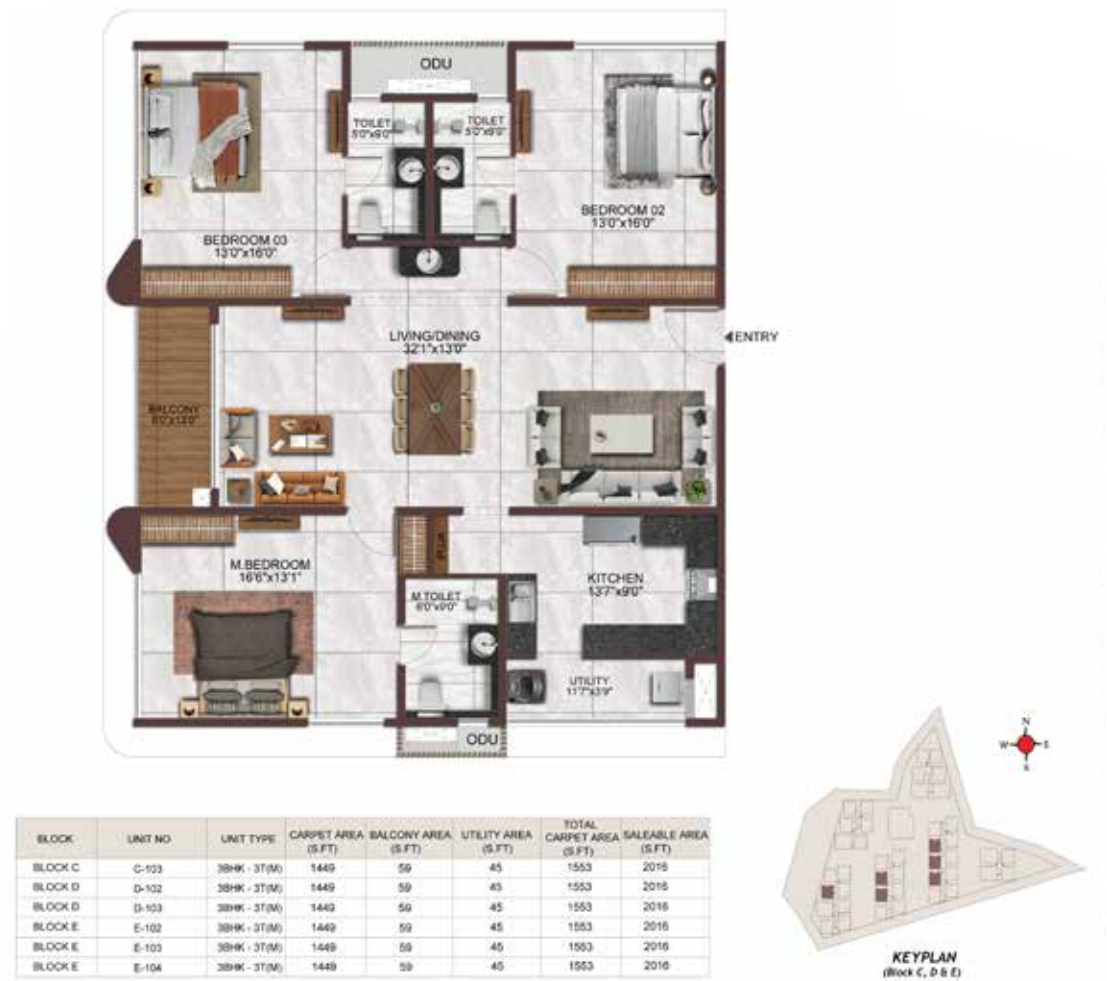 ODU
TOILET
5'0"x9'0"
TOILET
5'0"x9'0"
BEDROOM 02
13'0"x16'0"
BEDROOM 03
13'0"x16'0"
LIVING/DINING
32'1"x13'0"
ENTRY
BALCONY
M.BEDROOM
16'6"x13'1"
PUJA
KITCHEN
13'7"x9'0"
M.TOILET
6'0"x9'0"
UTILITY
11'7"x3'9"
ODU
N
W E
S
BLOCK UNIT NO UNIT TYPE CARPET AREA (S.FT) BALCONY AREA (S.FT) UTILITY AREA (S.FT) TOTAL CARPET AREA (S.FT) SALEABLE AREA (S.FT)
BLOCK C C-103 3BHK - 3T(M) 1449 59 45 1553 2016
BLOCK D D-102 3BHK - 3T(M) 1449 59 45 1553 2016
BLOCK D D-103 3BHK - 3T(M) 1449 59 45 1553 2016
BLOCK E E-102 3BHK - 3T(M) 1449 59 45 1553 2016
BLOCK E E-103 3BHK - 3T(M) 1449 59 45 1553 2016
BLOCK E E-104 3BHK - 3T(M) 1449 59 45 1553 2016
KEYPLAN
(Block C, D & E)